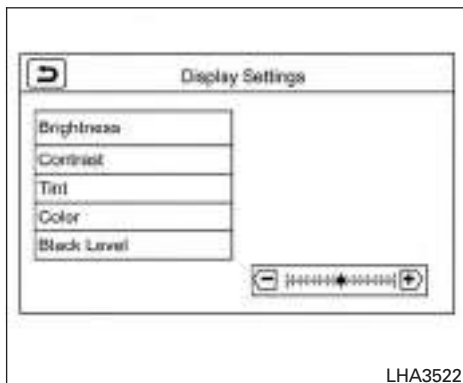 Display Settings
Brightness
Contrast
Tint
Color
Black Level
LHA3522